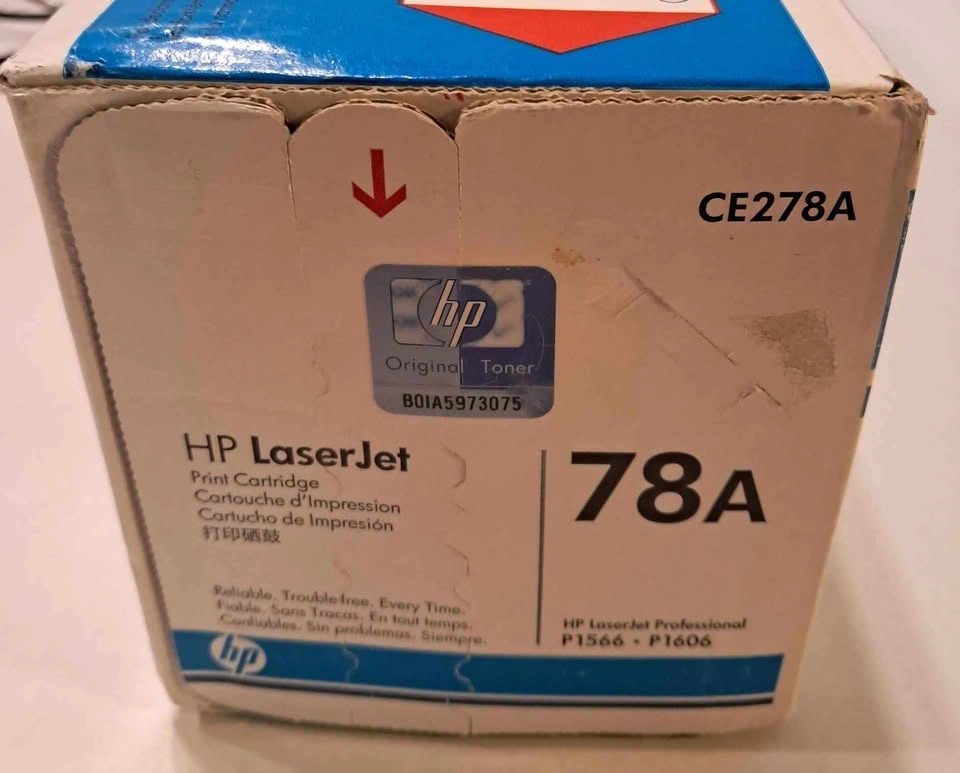 CE278A
hp
Original Toner
B0IA5973075
HP LaserJet
Print Cartridge
Cartouche d'Impression
Cartucho de Impresión
打印硒鼓
78A
Reliable. Trouble-free. Every Time.
Fiable. Sans Tracas. En tout temps.
Confiables. Sin problemas. Siempre.
HP LaserJet Professional
P1566 • P1606
hp